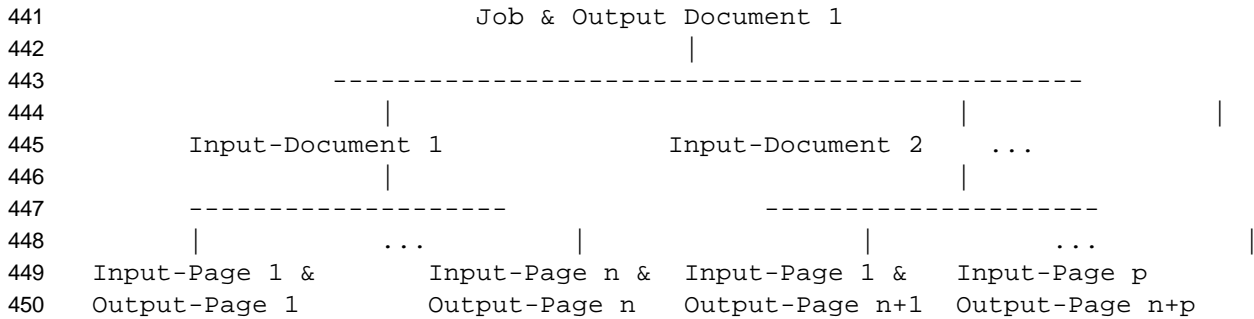 441 Job & Output Document 1
442 |
443 -----------------------------------------------
444 | | |
445 Input-Document 1 Input-Document 2 ...
446 | |
447 -------------------- ---------------------
448 | ... | | ... |
449 Input-Page 1 & Input-Page n & Input-Page 1 & Input-Page p
450 Output-Page 1 Output-Page n Output-Page n+1 Output-Page n+p